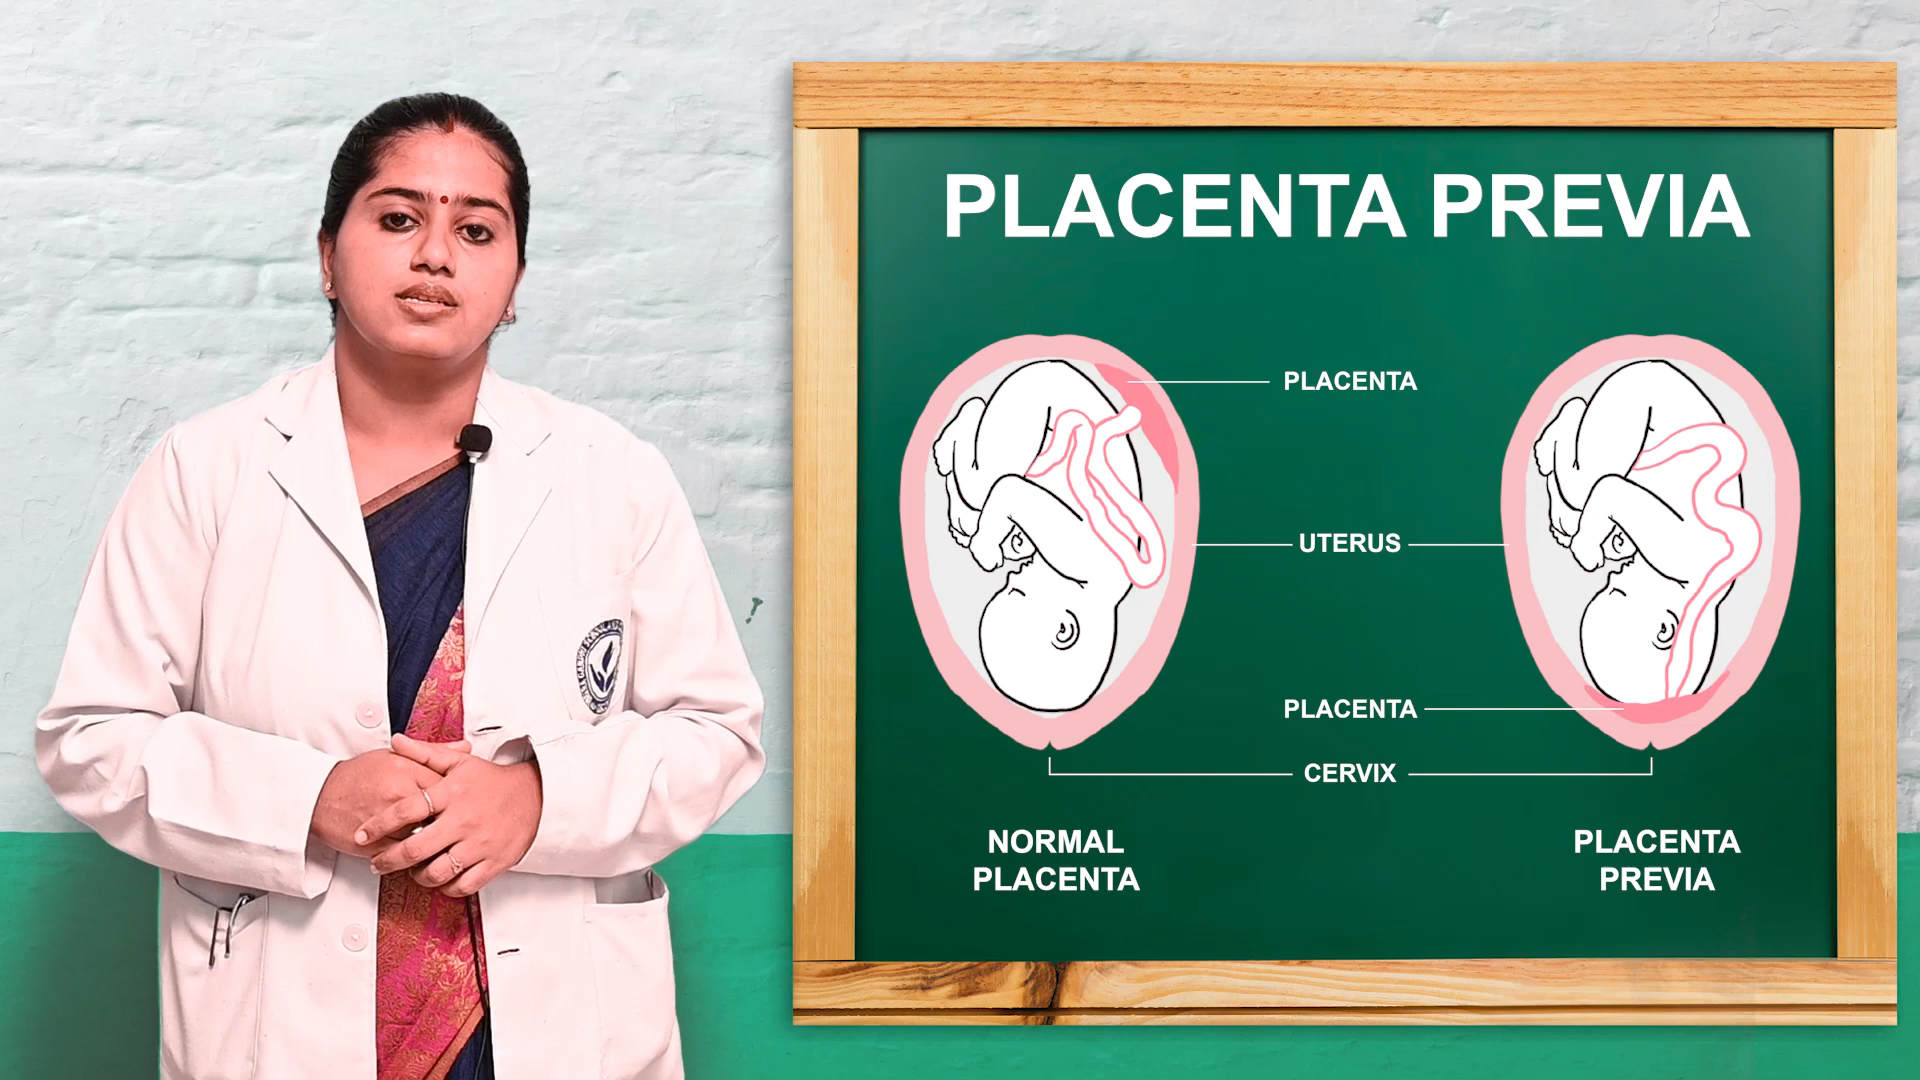 PLACENTA PREVIA
PLACENTA
UTERUS
PLACENTA
CERVIX
NORMAL
PLACENTA
PLACENTA
PREVIA